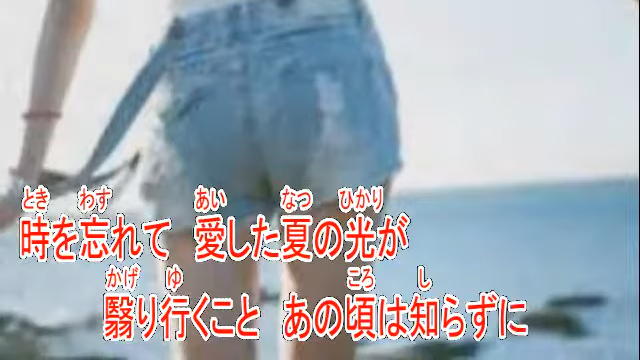 とき わす あい なつ ひかり
時を忘れて 愛した夏の光が
かげ ゆ ころ し
翳り行くこと あの頃は知らずに